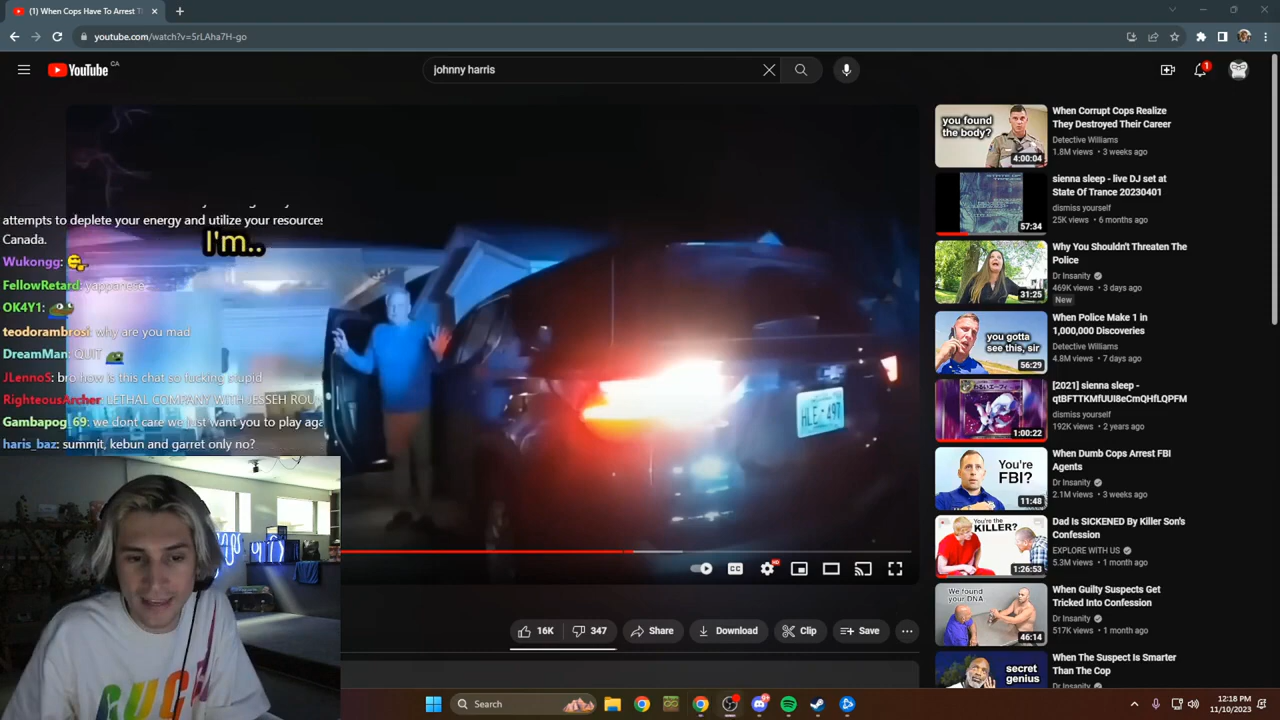 (1) When Cops Have To Arrest T
youtube.com/watch?v=5rLAha7H-go
YouTube CA
johnny harris
1
attempts to deplete your energy and utilize your resources
Canada.
I'm..
Wukongg:
FellowRetard: yappanese
OK4Y1:
teodorambrosi: why are you mad
DreamMan: QUIT
JLennoS: bro how is this chat so fucking stupid
RighteousArcher: LETHAL COMPANY WITH JESSEH ROU
Gambapog_69: we dont care we just want you to play aga
haris_baz: summit, kebun and garret only no?
HLE-497
CC
HD
16K
347
Share
Download
Clip
Save
you found
the body?
4:00:04
When Corrupt Cops Realize
They Destroyed Their Career
Detective Williams
1.8M views • 3 weeks ago
57:34
sienna sleep - live DJ set at
State Of Trance 20230401
dismiss yourself
25K views • 6 months ago
31:25
Why You Shouldn't Threaten The
Police
Dr Insanity
469K views • 3 days ago
New
you gotta
see this, sir
56:29
When Police Make 1 in
1,000,000 Discoveries
Detective Williams
4.8M views • 7 days ago
1:00:22
[2021] sienna sleep -
qtBFTTKMfUUI8eCmQHfLQPFM
dismiss yourself
192K views • 2 years ago
You're
FBI?
11:48
When Dumb Cops Arrest FBI
Agents
Dr Insanity
2.1M views • 3 weeks ago
You're the
KILLER?
1:26:53
Dad Is SICKENED By Killer Son's
Confession
EXPLORE WITH US
5.3M views • 1 month ago
We found
your DNA
46:14
When Guilty Suspects Get
Tricked Into Confession
Dr Insanity
517K views • 1 month ago
secret
genius
When The Suspect Is Smarter
Than The Cop
Dr Insanity
Search
12:18 PM
11/10/2023